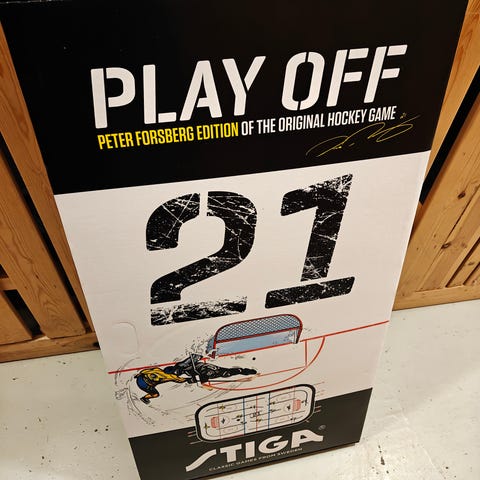 PLAY OFF
PETER FORSBERG EDITION OF THE ORIGINAL HOCKEY GAME
21
STIGA
CLASSIC GAMES FROM SWEDEN